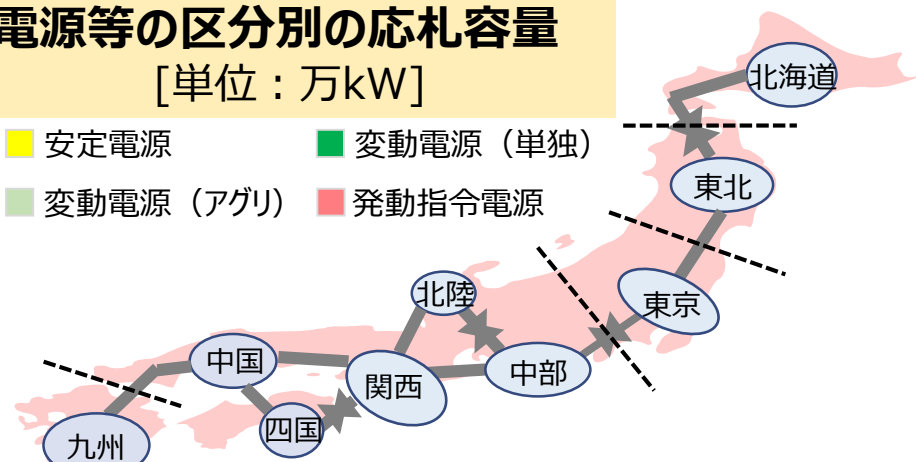 電源等の区分別の応札容量
[単位：万kW]
安定電源
変動電源（単独）
変動電源（アグリ）
発動指令電源
北海道
東北
東京
北陸
中部
関西
中国
四国
九州